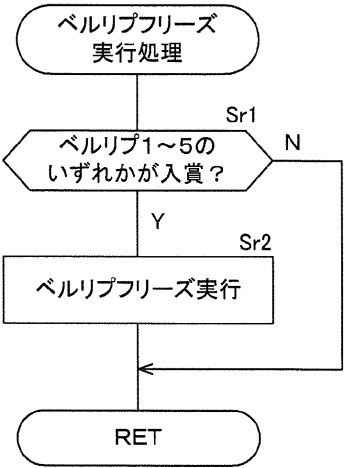 ベルリプフリーズ
実行処理
Sr1
ベルリプ1～5の
いずれかが入賞？
N
Y
Sr2
ベルリプフリーズ実行
RET